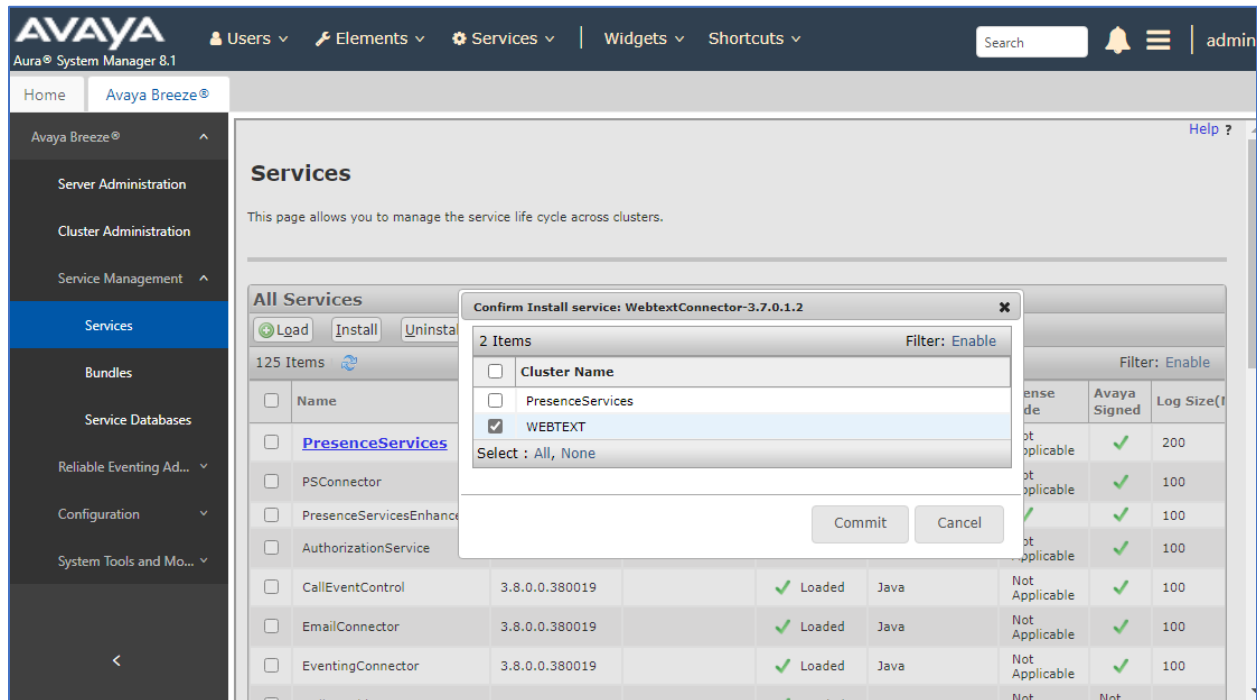 AVAYA
Aura® System Manager 8.1
Users Elements Services Widgets Shortcuts Search admin
Home Avaya Breeze®
Avaya Breeze®
Server Administration
Cluster Administration
Service Management
Services
Bundles
Service Databases
Reliable Eventing Ad...
Configuration
System Tools and Mo...
<
Help ?
Services
This page allows you to manage the service life cycle across clusters.
All Services
Load Install
125 Items Filter: Enable
Name Avaya Signed Log Size
PresenceServices 200
PSConnector 100
100
AuthorizationService 100
CallEventControl 3.8.0.0.380019 Loaded Java Not Applicable 100
EmailConnector 3.8.0.0.380019 Loaded Java Not Applicable 100
EventingConnector 3.8.0.0.380019 Loaded Java Not Applicable 100
Not Not
Confirm Install service: WebtextConnector-3.7.0.1.2
2 Items Filter: Enable
Cluster Name
PresenceServices
WEBTEXT
Select : All, None
Commit Cancel